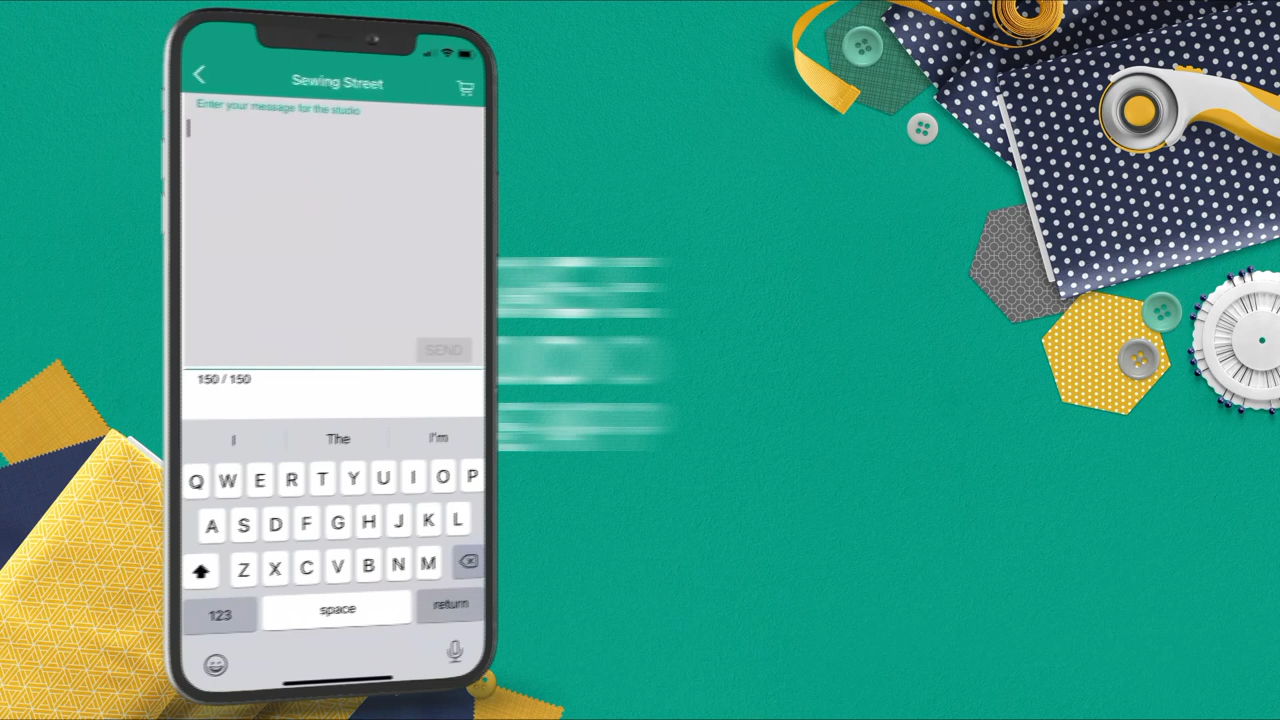 Sewing Street
Enter your message for the studio
SEND
150 / 150
I The I'm
Q W E R T Y U I O P
A S D F G H J K L
Z X C V B N M
123 space return